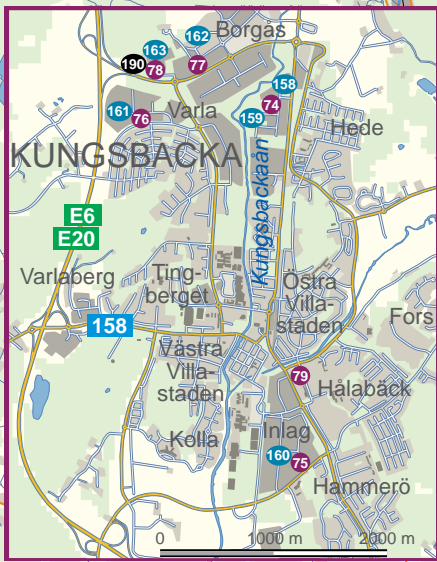 162
Borgås
163
190
78
77
158
161
76
Varla
74
159
Hede
KUNGSBACKA
Kungsbackaån
E6
E20
Varlaberg
Ting-
berget
Östra
Villa-
staden
Fors
158
Västra
Villa-
staden
79
Hålabäck
Kolla
Inlag
160
75
Hammerö
0
1000 m
2000 m